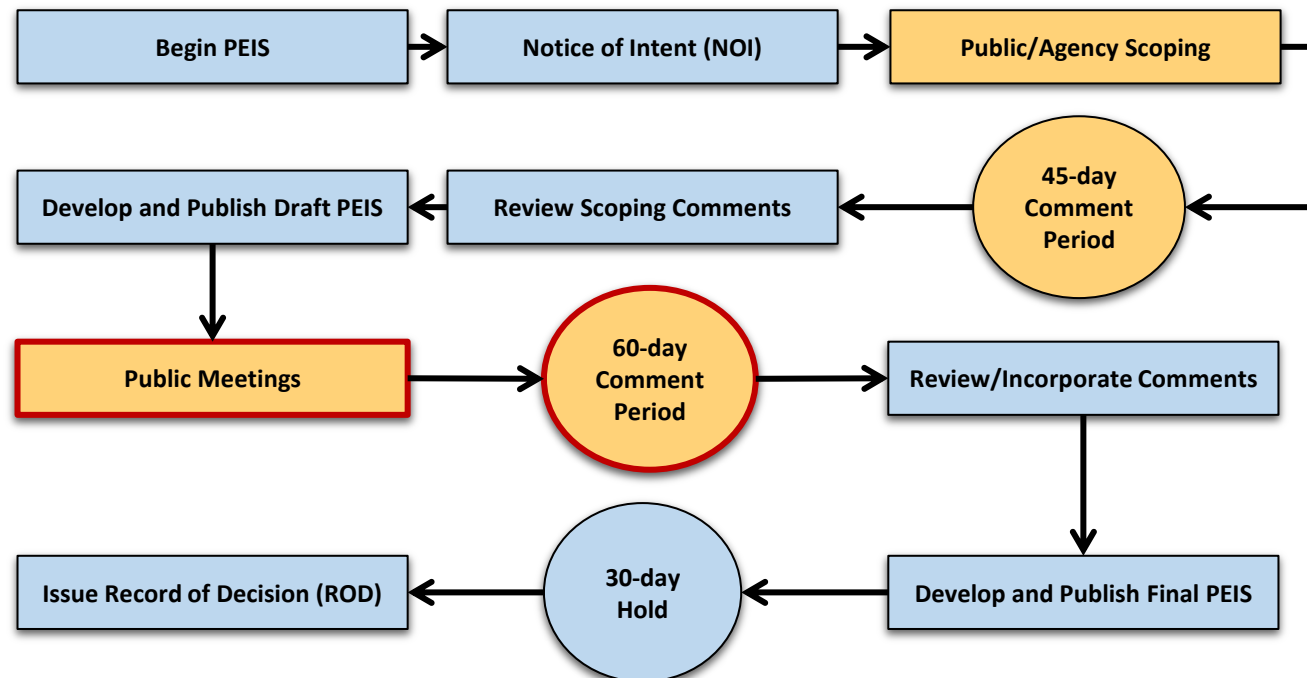 Begin PEIS
Notice of Intent (NOI)
Public/Agency Scoping
45-day
Comment
Period
Review Scoping Comments
Develop and Publish Draft PEIS
Public Meetings
60-day
Comment
Period
Review/Incorporate Comments
Develop and Publish Final PEIS
30-day
Hold
Issue Record of Decision (ROD)